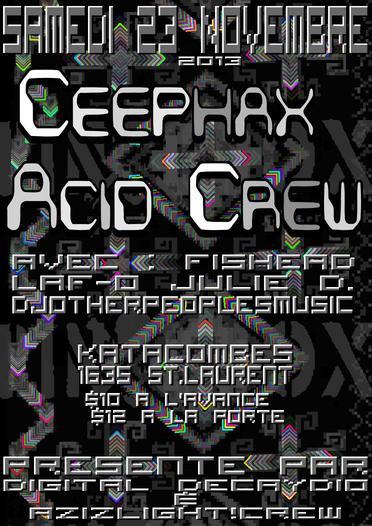 SAMEDI 23 NOVEMBRE
2013
CEEPHAX
ACID CREW
AVEC : FISHEAD
LAF-O JULIE D.
DJOTHERPEOPLESMUSIC
KATACOMBES
1635 ST.LAURENT
$10 A L'AVANCE
$12 A LA PORTE
PRESENTE PAR
DIGITAL DECAYDIO
&
AZIZLIGHT!CREW